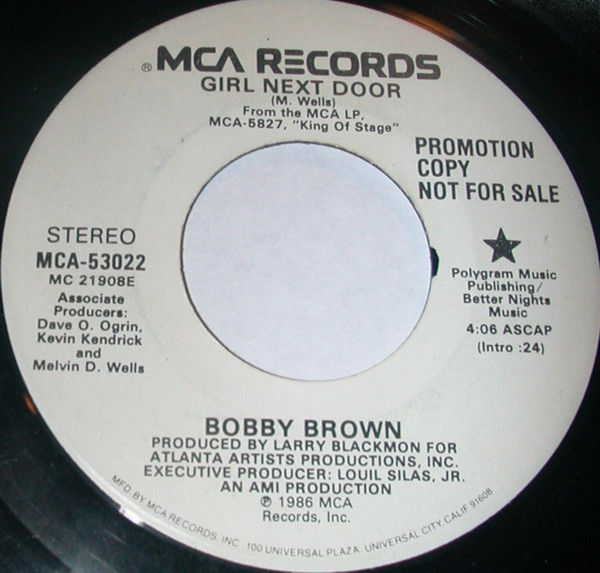 ® MCA RECORDS
GIRL NEXT DOOR
(M. Wells)
From the MCA LP,
MCA-5827, "King Of Stage"
PROMOTION
COPY
NOT FOR SALE
STEREO
MCA-53022
MC 21908E
Associate
Producers:
Dave O. Ogrin,
Kevin Kendrick
and
Melvin D. Wells
★
Polygram Music
Publishing/
Better Nights
Music
4:06 ASCAP
(Intro :24)
BOBBY BROWN
PRODUCED BY LARRY BLACKMON FOR
ATLANTA ARTISTS PRODUCTIONS, INC.
EXECUTIVE PRODUCER: LOUIL SILAS, JR.
AN AMI PRODUCTION
℗ 1986 MCA
Records, Inc.
MFD BY MCA RECORDS, INC . 100 UNIVERSAL PLAZA, UNIVERSAL CITY, CALIF 91608